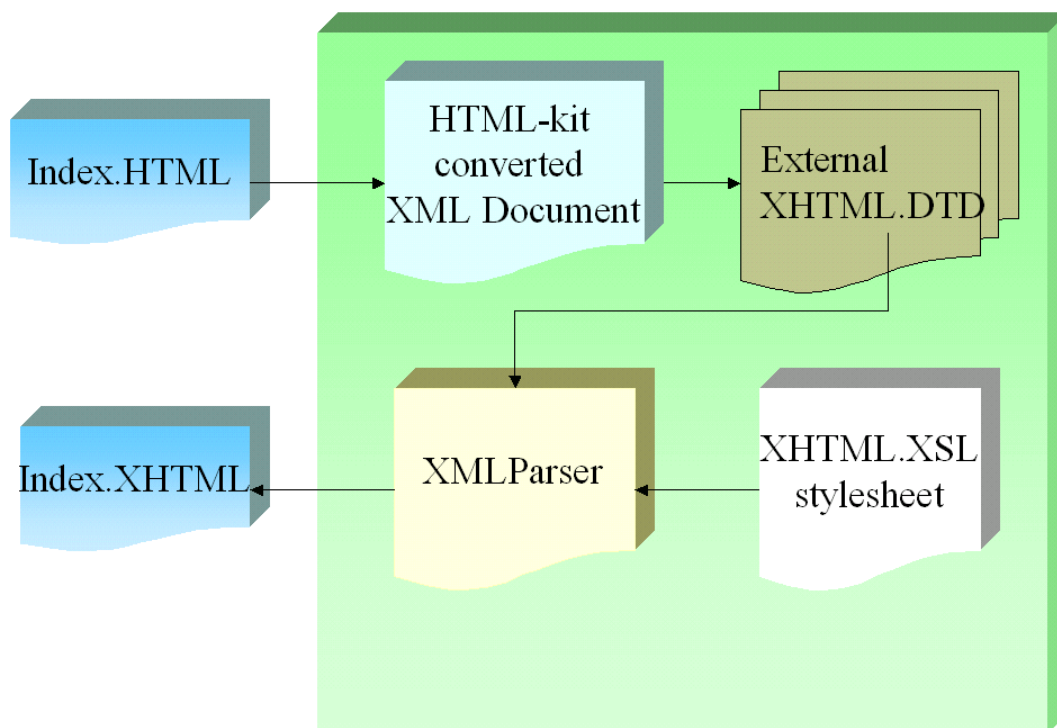 Index.HTML
HTML-kit
converted
XML Document
External
XHTML.DTD
Index.XHTML
XMLParser
XHTML.XSL
stylesheet